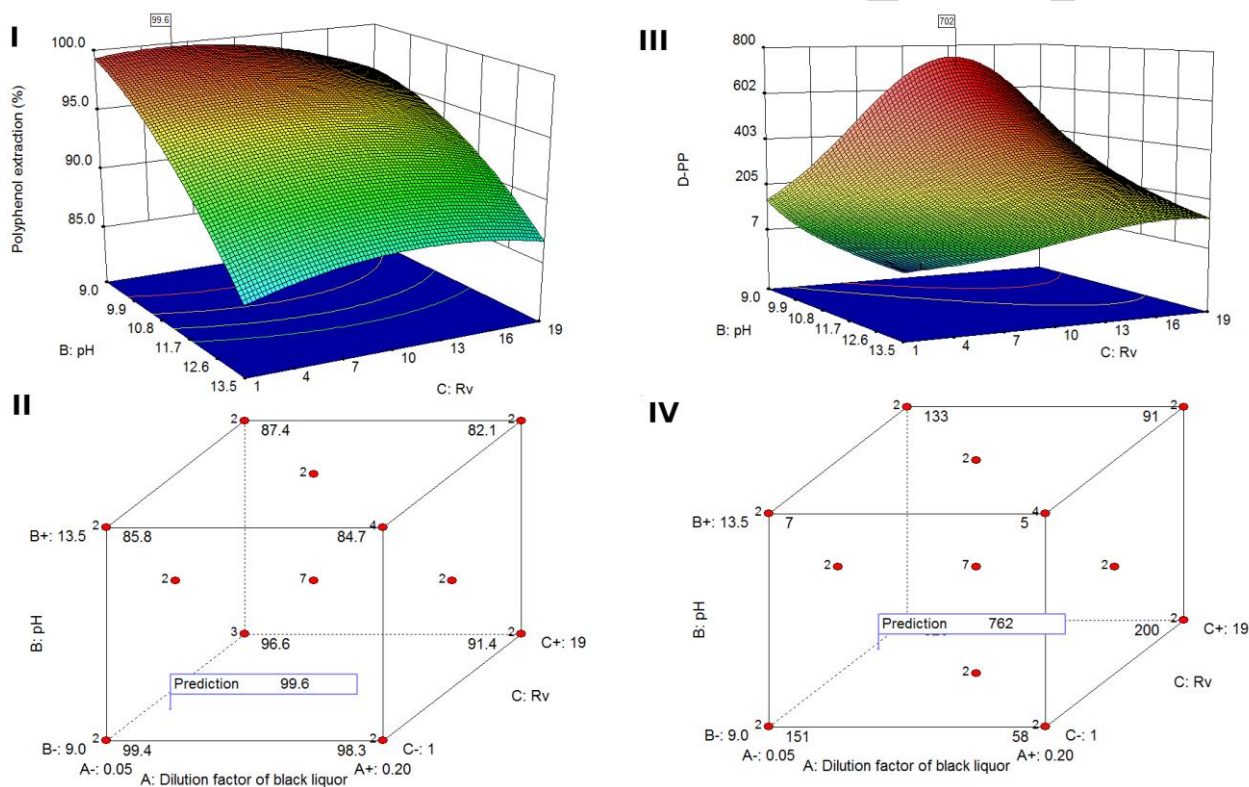 I
99.6
100.0
95.0
90.0
85.0
Polyphenol extraction (%)
9.0
9.9
10.8
11.7
12.6
13.5
B: pH
1
4
7
10
13
16
19
C: Rv
III
702
800
602
403
205
7
D-PP
9.0
9.9
10.8
11.7
12.6
13.5
B: pH
1
4
7
10
13
16
19
C: Rv
II
2
87.4
82.1
2
2
B+: 13.5
2
85.8
84.7
4
2
7
2
B: pH
3
96.6
91.4
2
C+: 19
Prediction 99.6
C: Rv
B-: 9.0
2
99.4
98.3
2
C-: 1
A-: 0.05
A+: 0.20
A: Dilution factor of black liquor
IV
2
133
91
2
2
B+: 13.5
2
7
5
4
2
7
2
B: pH
Prediction 762
200
2
C+: 19
2
C: Rv
B-: 9.0
2
151
58
2
C-: 1
A-: 0.05
A+: 0.20
A: Dilution factor of black liquor